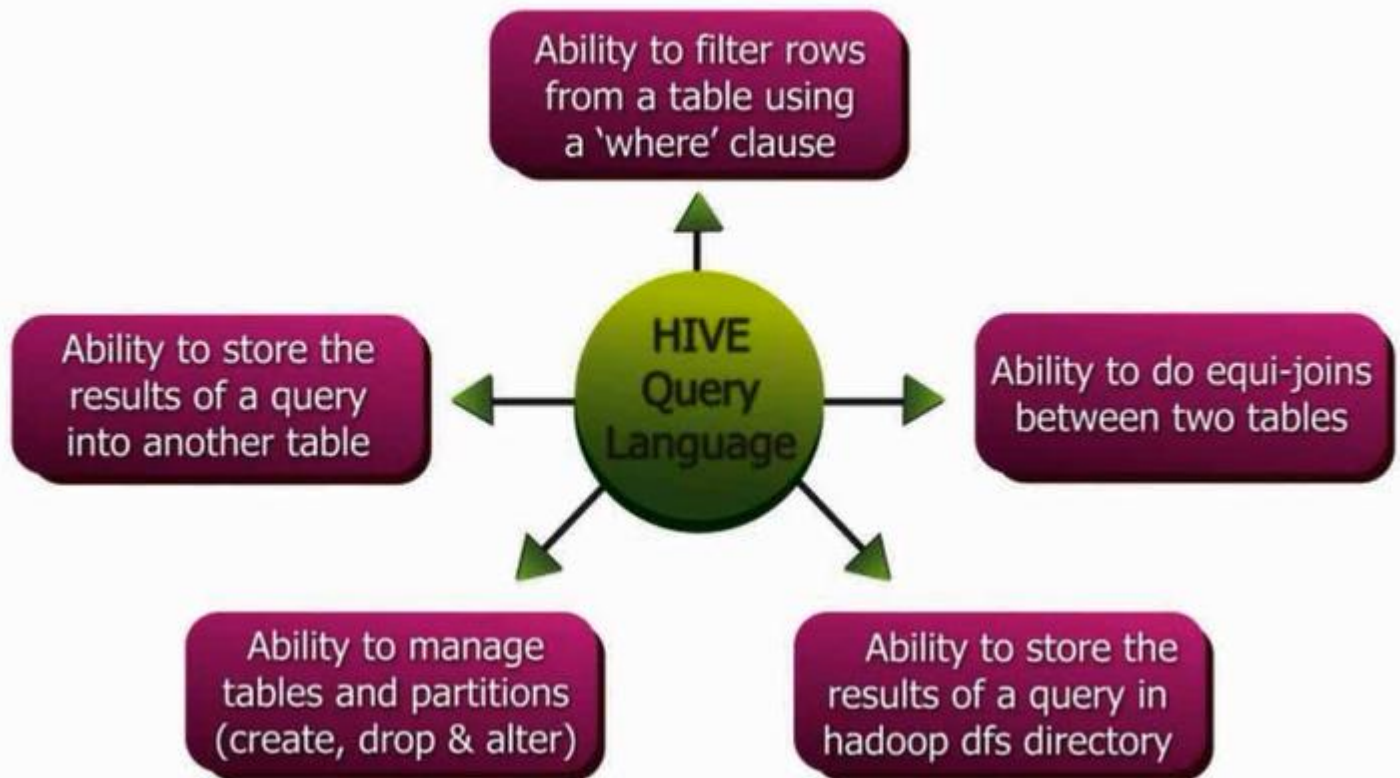 Ability to filter rows
from a table using
a ‘where’ clause
HIVE
Query
Language
Ability to store the
results of a query
into another table
Ability to do equi-joins
between two tables
Ability to manage
tables and partitions
(create, drop & alter)
Ability to store the
results of a query in
hadoop dfs directory